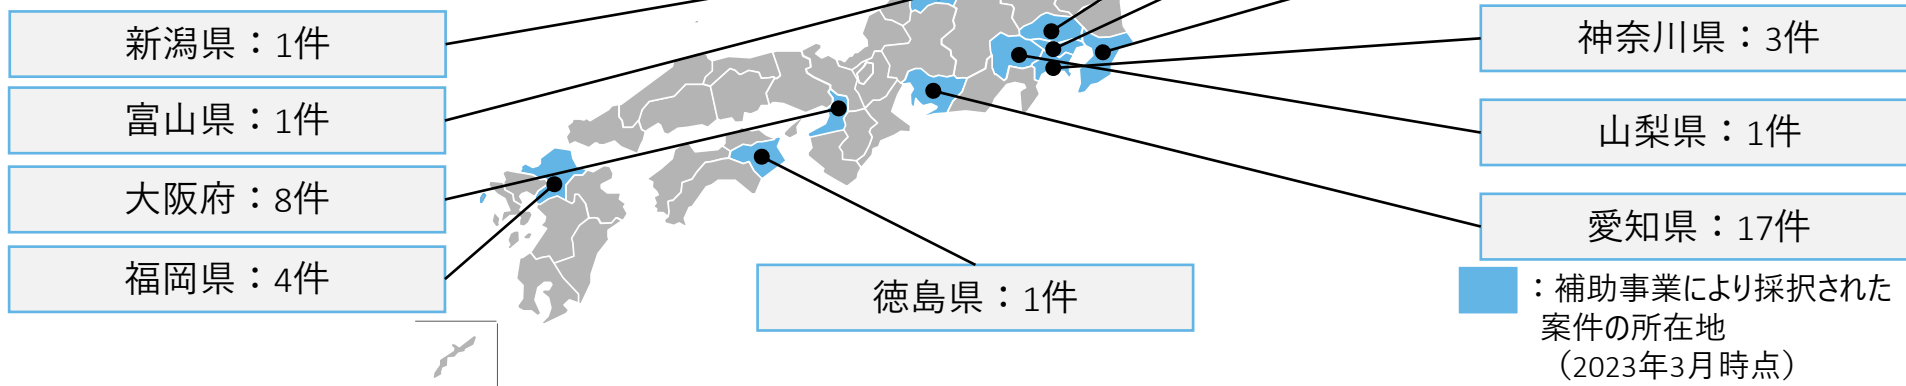 新潟県：1件
富山県：1件
大阪府：8件
福岡県：4件
徳島県：1件
神奈川県：3件
山梨県：1件
愛知県：17件
：補助事業により採択された
案件の所在地
（2023年3月時点）